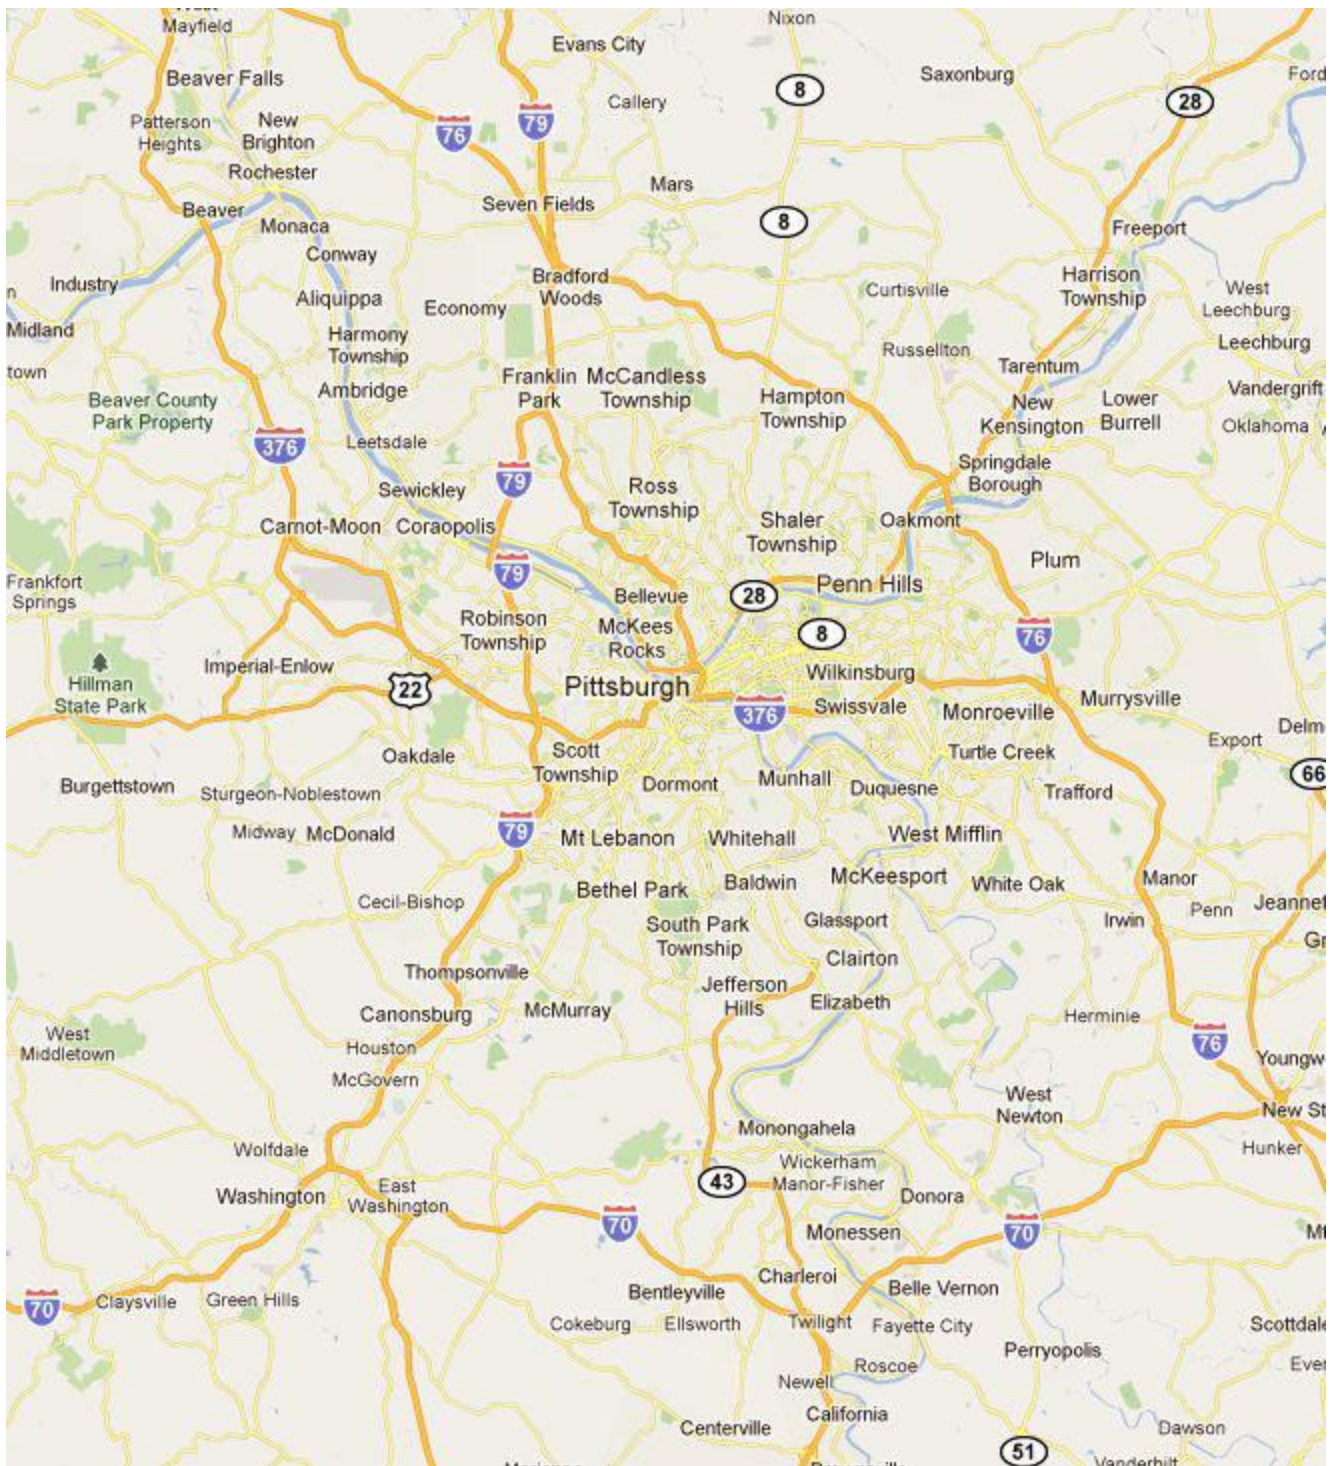 Mayfield
Nixon
Evans City
Beaver Falls
Saxonburg
Ford
8
28
Callery
Patterson
Heights
New
Brighton
76
79
Rochester
Mars
Seven Fields
Beaver
8
Monaca
Freeport
Conway
Industry
Bradford
Woods
Harrison
Township
n
Aliquippa
Economy
Curtisville
West
Leechburg
Midland
Harmony
Township
Leechburg
Russellton
town
Tarentum
Franklin
Park
McCandless
Township
Ambridge
Hampton
Township
Vandergrift
Beaver County
Park Property
New
Kensington
Lower
Burrell
Oklahoma
376
Leetsdale
Springdale
Borough
79
Sewickley
Ross
Township
Carnot-Moon
Coraopolis
Shaler
Township
Oakmont
Plum
79
Frankfort
Springs
Penn Hills
Bellevue
28
Robinson
Township
McKees
Rocks
8
76
Imperial-Enlow
Wilkinsburg
Hillman
State Park
22
Pittsburgh
Murrysville
376
Swissvale
Monroeville
Delm
Export
Oakdale
Scott
Township
Turtle Creek
66
Burgettstown
Sturgeon-Noblestown
Dormont
Munhall
Duquesne
Trafford
Midway
McDonald
79
Mt Lebanon
Whitehall
West Mifflin
Bethel Park
Baldwin
McKeesport
White Oak
Manor
Cecil-Bishop
Penn
Jeannet
South Park
Township
Glassport
Irwin
Gr
Clairton
Thompsonville
Jefferson
Hills
Elizabeth
Canonsburg
McMurray
Herminie
West
Middletown
Houston
76
Youngw
McGovern
West
Newton
New St
Monongahela
Wolfdale
Hunker
Wickerham
Manor-Fisher
43
Washington
East
Washington
Donora
70
Monessen
70
Mt
Charleroi
Bentleyville
Belle Vernon
70
Claysville
Green Hills
Cokeburg
Ellsworth
Twilight
Fayette City
Scottdale
Perryopolis
Roscoe
Ever
Newell
California
Centerville
Dawson
51
Vanderbilt